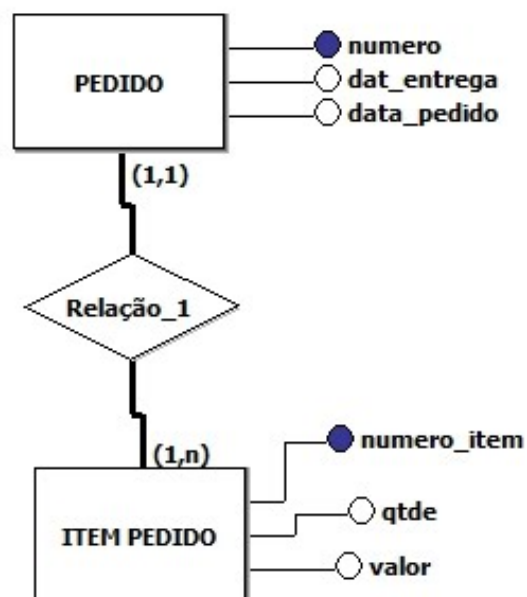 PEDIDO
numero
dat_entrega
data_pedido
(1,1)
Relação_1
(1,n)
numero_item
ITEM PEDIDO
qtde
valor